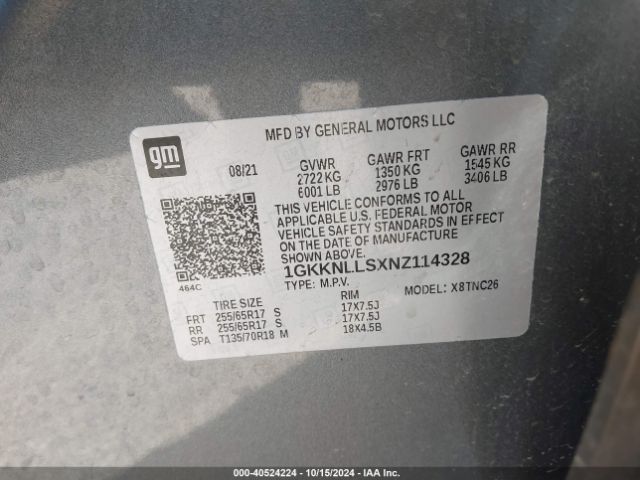 MFD BY GENERAL MOTORS LLC
gm
08/21
GVWR GAWR FRT GAWR RR
2722 KG 1350 KG 1545 KG
6001 LB 2976 LB 3406 LB
THIS VEHICLE CONFORMS TO ALL
APPLICABLE U.S. FEDERAL MOTOR
VEHICLE SAFETY STANDARDS IN EFFECT
ON THE DATE OF MANUFACTURE
SHOWN ABOVE.
464C
1GKKNLLSXNZ114328
TYPE: M.P.V. MODEL: X8TNC26
TIRE SIZE RIM
FRT 255/65R17 S 17X7.5J
RR 255/65R17 S 17X7.5J
SPA T135/70R18 M 18X4.5B
000-40524224 - 10/15/2024 - IAA Inc.